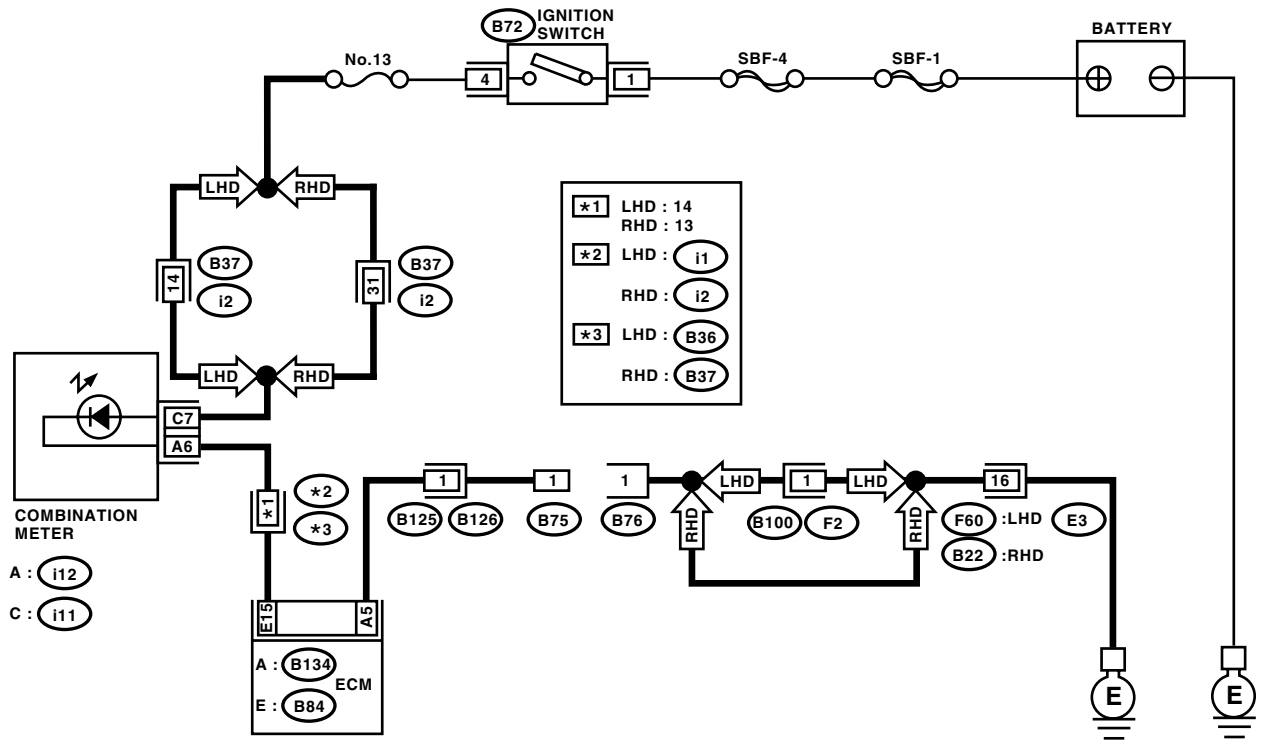 B72
IGNITION
SWITCH
BATTERY
No.13
4
1
SBF-4
SBF-1
LHD
RHD
14
B37
i2
31
B37
i2
LHD
RHD
*1 LHD : 14
RHD : 13
*2 LHD : i1
RHD : i2
*3 LHD : B36
RHD : B37
C7
A6
COMBINATION
METER
A : i12
C : i11
*1
*2
*3
1
B125
B126
1
B75
1
B76
LHD
1
LHD
B100
F2
RHD
RHD
16
F60 :LHD
E3
B22 :RHD
E15
A5
A : B134
ECM
E : B84
E
E